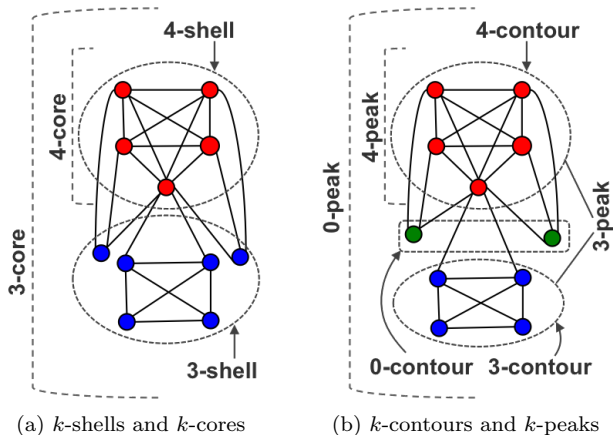 4-shell
4-core
3-core
3-shell
(a) k-shells and k-cores
4-contour
4-peak
0-peak
3-peak
0-contour
3-contour
(b) k-contours and k-peaks